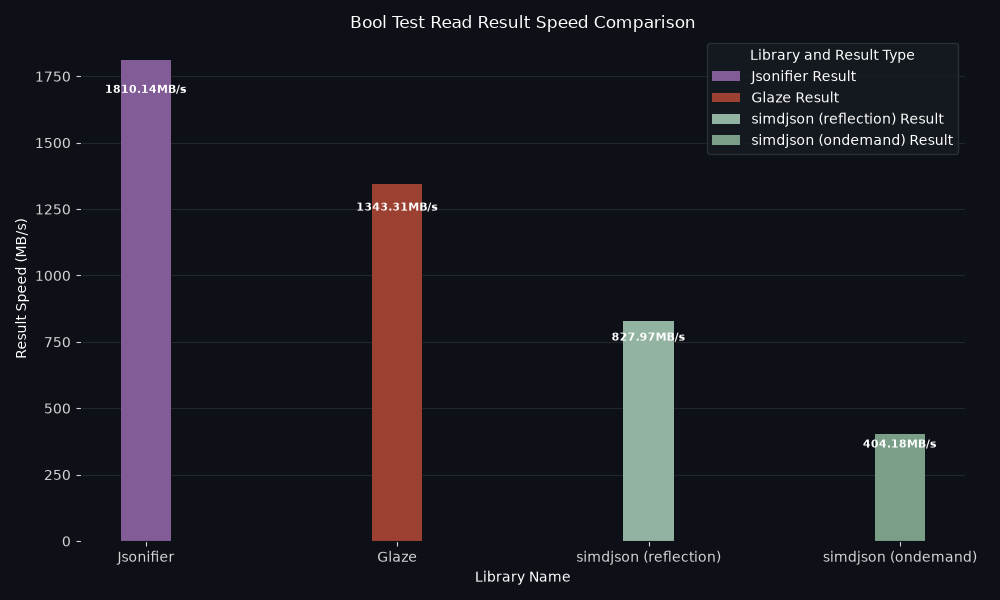 Bool Test Read Result Speed Comparison
Library and Result Type
Jsonifier Result
Glaze Result
simdjson (reflection) Result
simdjson (ondemand) Result
Result Speed (MB/s)
1750
1500
1250
1000
750
500
250
0
1810.14MB/s
1343.31MB/s
827.97MB/s
404.18MB/s
Jsonifier
Glaze
simdjson (reflection)
simdjson (ondemand)
Library Name